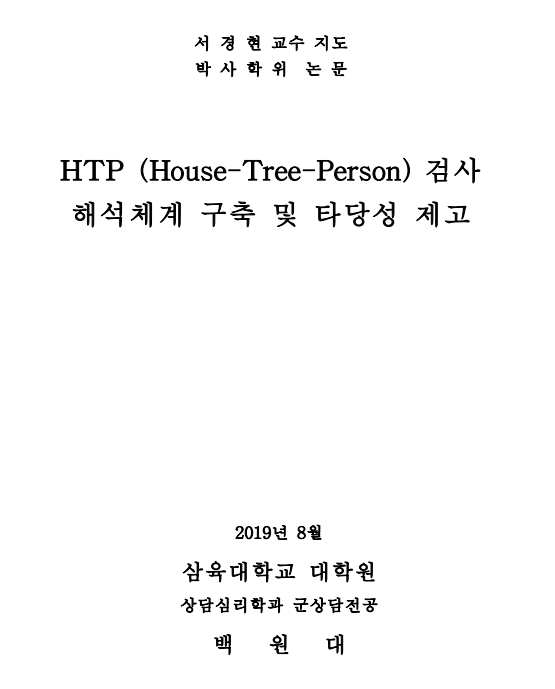 서 경 현 교수 지도
박 사 학 위 논 문
HTP (House-Tree-Person) 검사
해석체계 구축 및 타당성 제고
2019년 8월
삼육대학교 대학원
상담심리학과 군상담전공
백 원 대